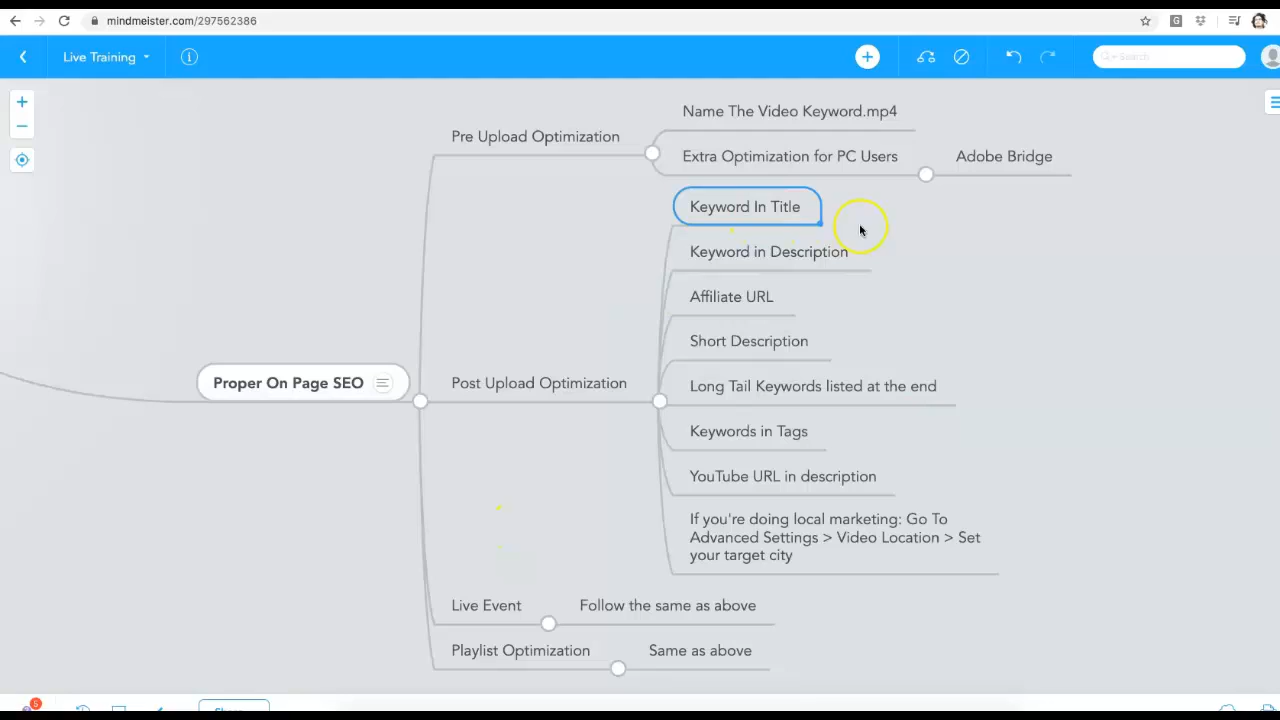 mindmeister.com/297562386
Live Training
Search
Pre Upload Optimization
Name The Video Keyword.mp4
Extra Optimization for PC Users
Adobe Bridge
Proper On Page SEO
Post Upload Optimization
Keyword In Title
Keyword in Description
Affiliate URL
Short Description
Long Tail Keywords listed at the end
Keywords in Tags
YouTube URL in description
If you're doing local marketing: Go To
Advanced Settings > Video Location > Set
your target city
Live Event
Follow the same as above
Playlist Optimization
Same as above
5